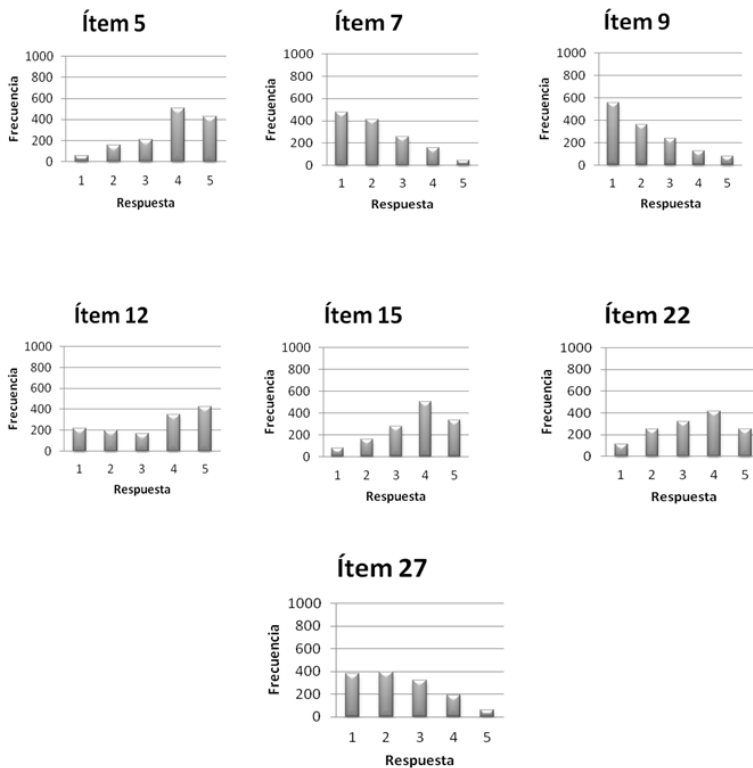 Ítem 5
Frecuencia
1000
800
600
400
200
0
1 2 3 4 5
Respuesta
Ítem 7
Frecuencia
1000
800
600
400
200
0
1 2 3 4 5
Respuesta
Ítem 9
Frecuencia
1000
800
600
400
200
0
1 2 3 4 5
Respuesta
Ítem 12
Frecuencia
1000
800
600
400
200
0
1 2 3 4 5
Respuesta
Ítem 15
Frecuencia
1000
800
600
400
200
0
1 2 3 4 5
Respuesta
Ítem 22
Frecuencia
1000
800
600
400
200
0
1 2 3 4 5
Respuesta
Ítem 27
Frecuencia
1000
800
600
400
200
0
1 2 3 4 5
Respuesta